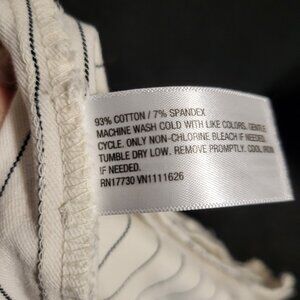 93% COTTON / 7% SPANDEX
MACHINE WASH COLD WITH LIKE COLORS. GENTLE
CYCLE. ONLY NON-CHLORINE BLEACH IF NEEDED.
TUMBLE DRY LOW. REMOVE PROMPTLY. COOL IRON
IF NEEDED.
RN17730 VN1111626